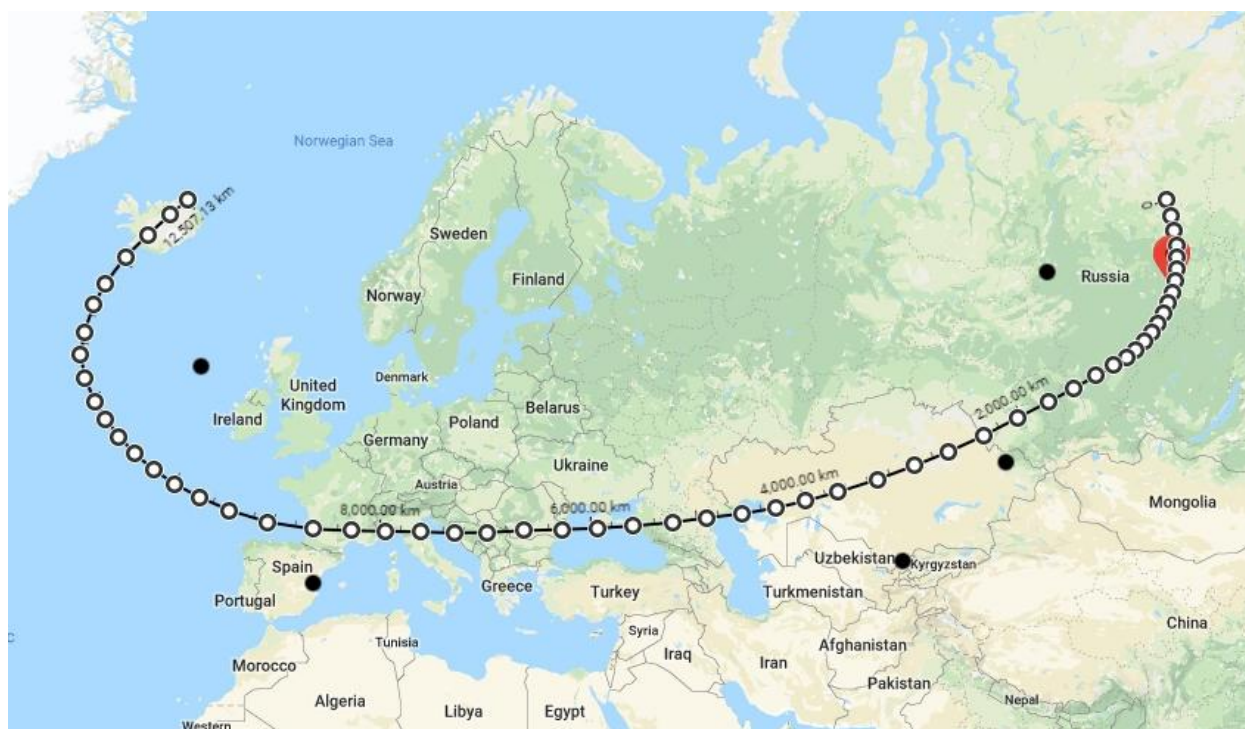 Norwegian Sea
12,507.13 km
0
Sweden
Finland
Norway
Russia
Denmark
United
Kingdom
Ireland
Belarus
Poland
Germany
2,000.00 km
Ukraine
Austria
4,000.00 km
Mongolia
8,000.00 km
6,000.00 km
Spain
Uzbekistan
Kyrgyzstan
Greece
Turkey
Turkmenistan
Portugal
China
Syria
Tunisia
Afghanistan
Iraq
Iran
Morocco
Pakistan
Algeria
Nepal
Libya
Egypt
Western